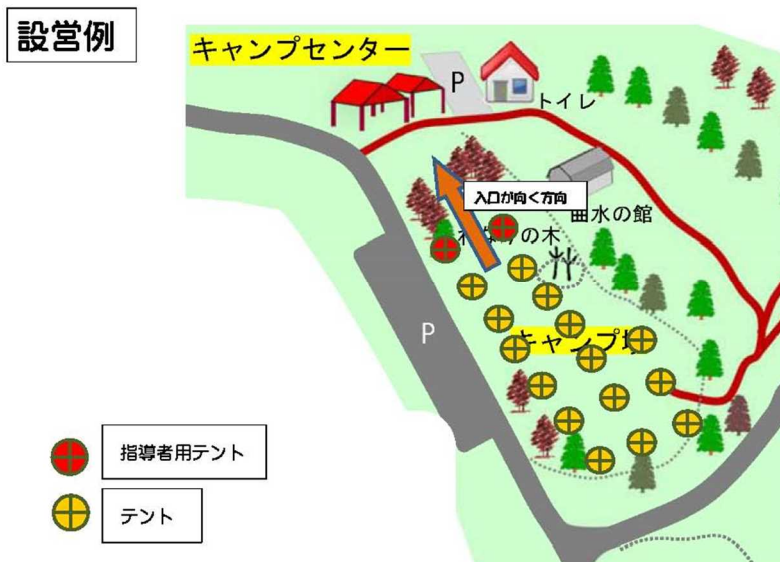 設営例
キャンプセンター
P
トイレ
入口が向く方向
曲水の館
の木
P
キャンプ場
指導者用テント
テント